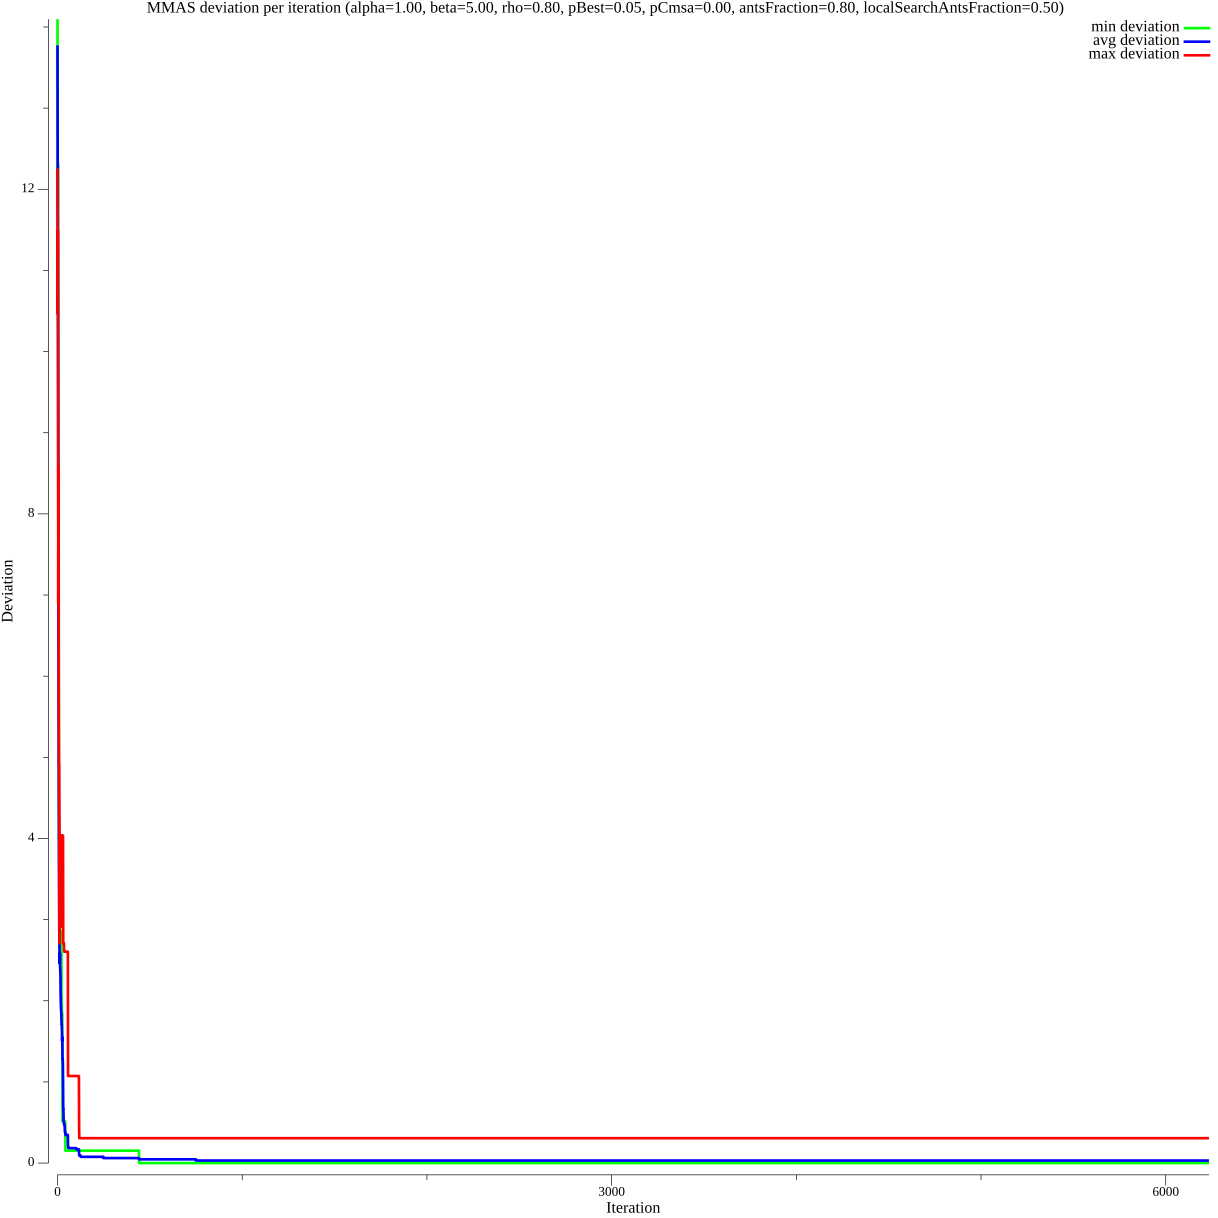 MMAS deviation per iteration (alpha=1.00, beta=5.00, rho=0.80, pBest=0.05, pCmsa=0.00, antsFraction=0.80, localSearchAntsFraction=0.50)
min deviation
avg deviation
max deviation
12
8
4
0
Deviation
0
3000
6000
Iteration